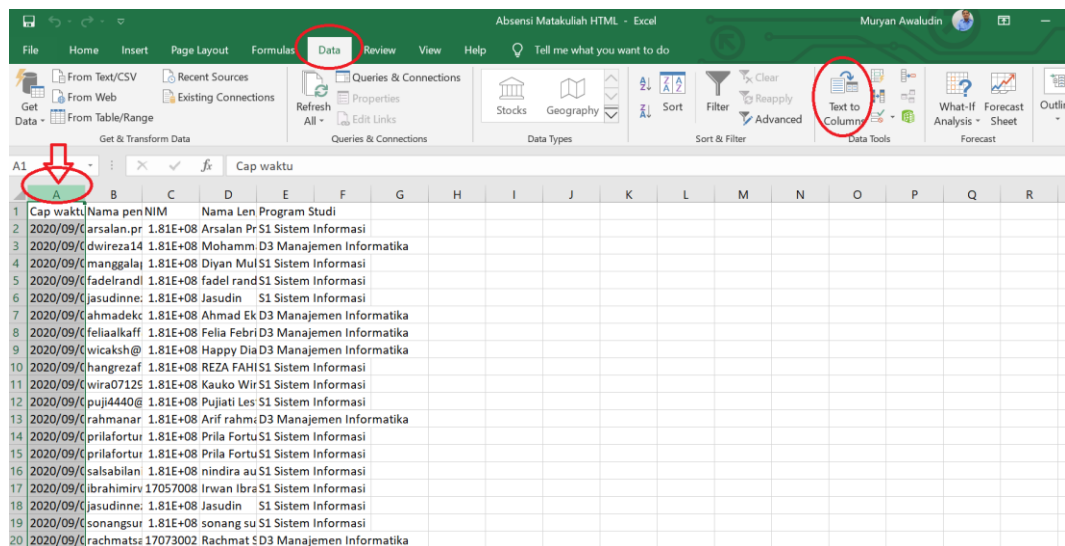 Absensi Matakuliah HTML - Excel Muryan Awaludin
File Home Insert Page Layout Formulas Data Review View Help Tell me what you want to do
Get Data
From Text/CSV
From Web
From Table/Range
Recent Sources
Existing Connections
Get & Transform Data
Refresh All
Queries & Connections
Properties
Edit Links
Queries & Connections
Stocks Geography
Data Types
Sort
Filter
Clear
Reapply
Advanced
Sort & Filter
Text to Columns
Data Tools
What-If Analysis
Forecast Sheet
Forecast
Outli
A1 fx Cap waktu
A B C D E F G H I J K L M N O P Q R
1 Cap waktu Nama pen NIM Nama Len Program Studi
2 2020/09/0 arsalan.pr 1.81E+08 Arsalan Pr S1 Sistem Informasi
3 2020/09/0 dwireza14 1.81E+08 Mohamm D3 Manajemen Informatika
4 2020/09/0 manggala 1.81E+08 Diyan Mul S1 Sistem Informasi
5 2020/09/0 fadelrand 1.81E+08 fadel rand S1 Sistem Informasi
6 2020/09/0 jasudinne 1.81E+08 Jasudin S1 Sistem Informasi
7 2020/09/0 ahmadek 1.81E+08 Ahmad Ek D3 Manajemen Informatika
8 2020/09/0 feliaalkaff 1.81E+08 Felia Febri D3 Manajemen Informatika
9 2020/09/0 wicaksh@ 1.81E+08 Happy Dia D3 Manajemen Informatika
10 2020/09/0 hangrezaf 1.81E+08 REZA FAHI S1 Sistem Informasi
11 2020/09/0 wira07129 1.81E+08 Kauko Wir S1 Sistem Informasi
12 2020/09/0 puji4440@ 1.81E+08 Pujiati Les S1 Sistem Informasi
13 2020/09/0 rahmanar 1.81E+08 Arif rahma D3 Manajemen Informatika
14 2020/09/0 prilafortu 1.81E+08 Prila Fortu S1 Sistem Informasi
15 2020/09/0 prilafortu 1.81E+08 Prila Fortu S1 Sistem Informasi
16 2020/09/0 salsabilan 1.81E+08 nindira au S1 Sistem Informasi
17 2020/09/0 ibrahimirv 17057008 Irwan Ibra S1 Sistem Informasi
18 2020/09/0 jasudinne 1.81E+08 Jasudin S1 Sistem Informasi
19 2020/09/0 sonangsur 1.81E+08 sonang su S1 Sistem Informasi
20 2020/09/0 rachmatsa 17073002 Rachmat S D3 Manajemen Informatika